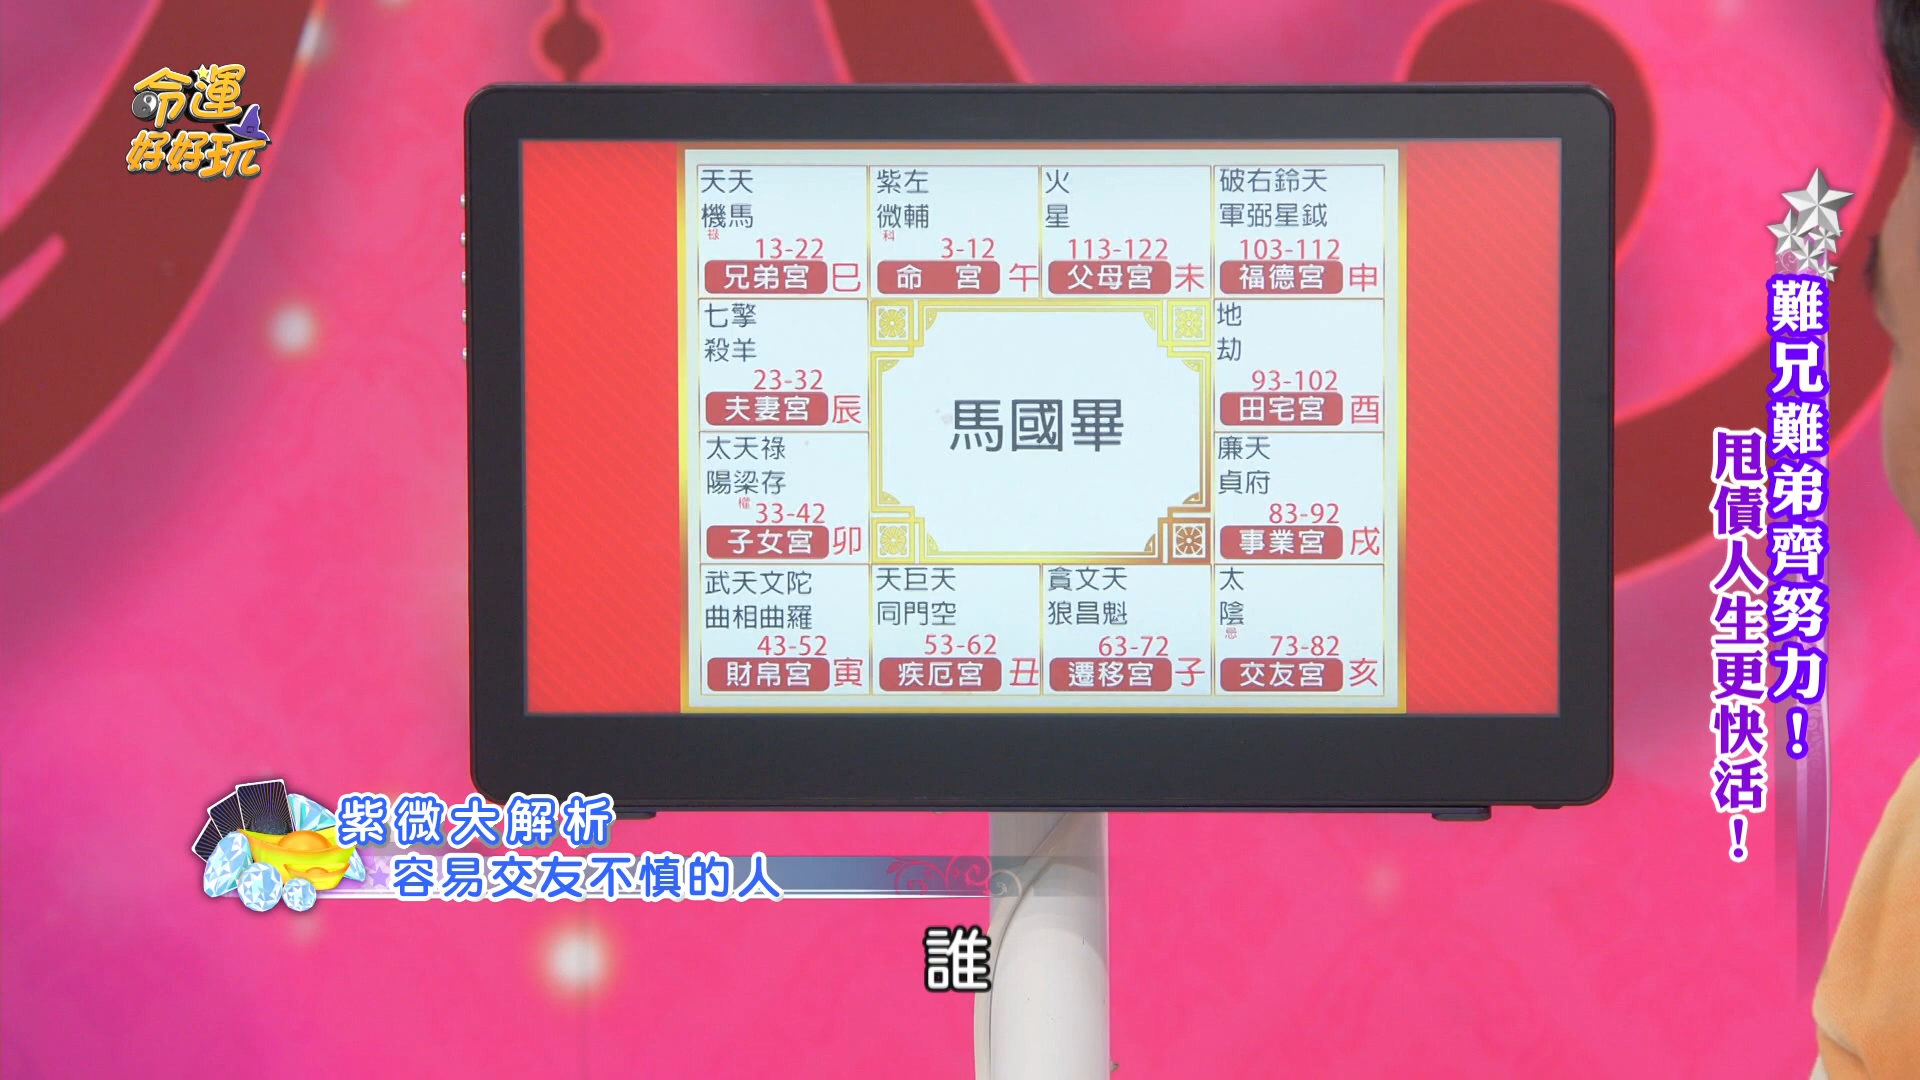 命運
好好玩
天天
機馬
祿
13-22
兄弟宮 巳
紫左
微輔
科
3-12
命 宮 午
火
星
113-122
父母宮 未
破右鈴天
軍弼星鉞
103-112
福德宮 申
七擎
殺羊
23-32
夫妻宮 辰
馬國畢
地
劫
93-102
田宅宮 酉
太天祿
陽梁存
權
33-42
子女宮 卯
廉天
貞府
83-92
事業宮 戌
武天文陀
曲相曲羅
43-52
財帛宮 寅
天巨天
同門空
53-62
疾厄宮 丑
貪文天
狼昌魁
63-72
遷移宮 子
太
陰
忌
73-82
交友宮 亥
難兄難弟齊努力！
甩債人生更快活！
紫微大解析
容易交友不慎的人
誰